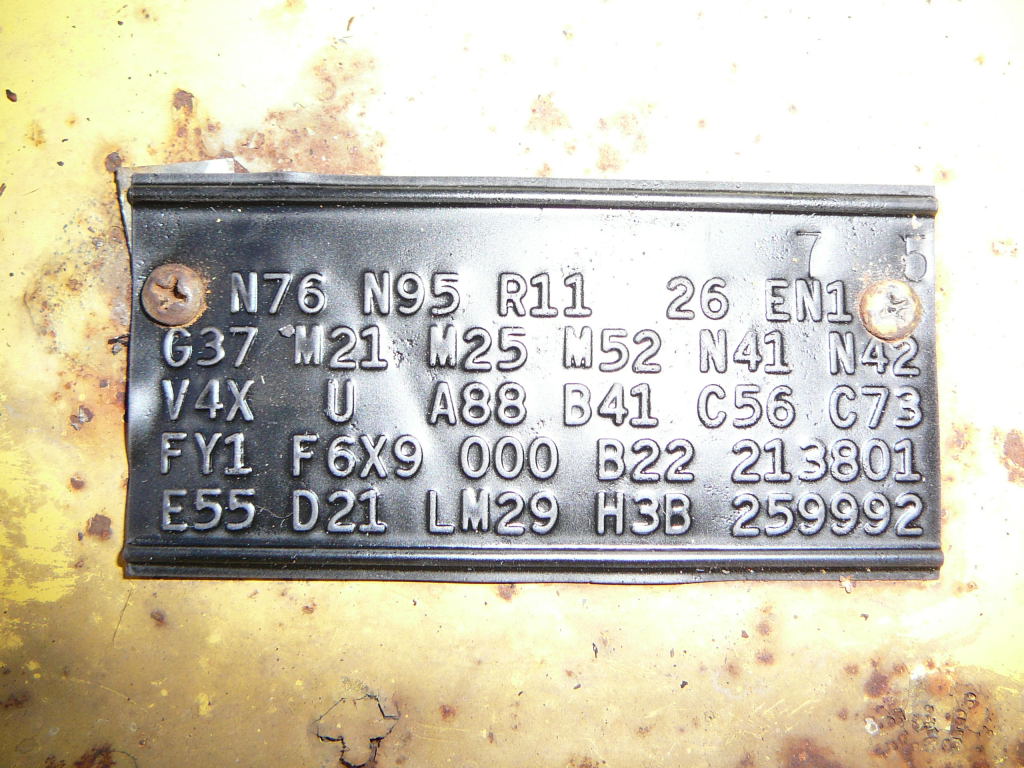 7 5
N76 N95 R11 26 EN1
G37 M21 M25 M52 N41 N42
V4X U A88 B41 C56 C73
FY1 F6X9 000 B22 213801
E55 D21 LM29 H3B 259992